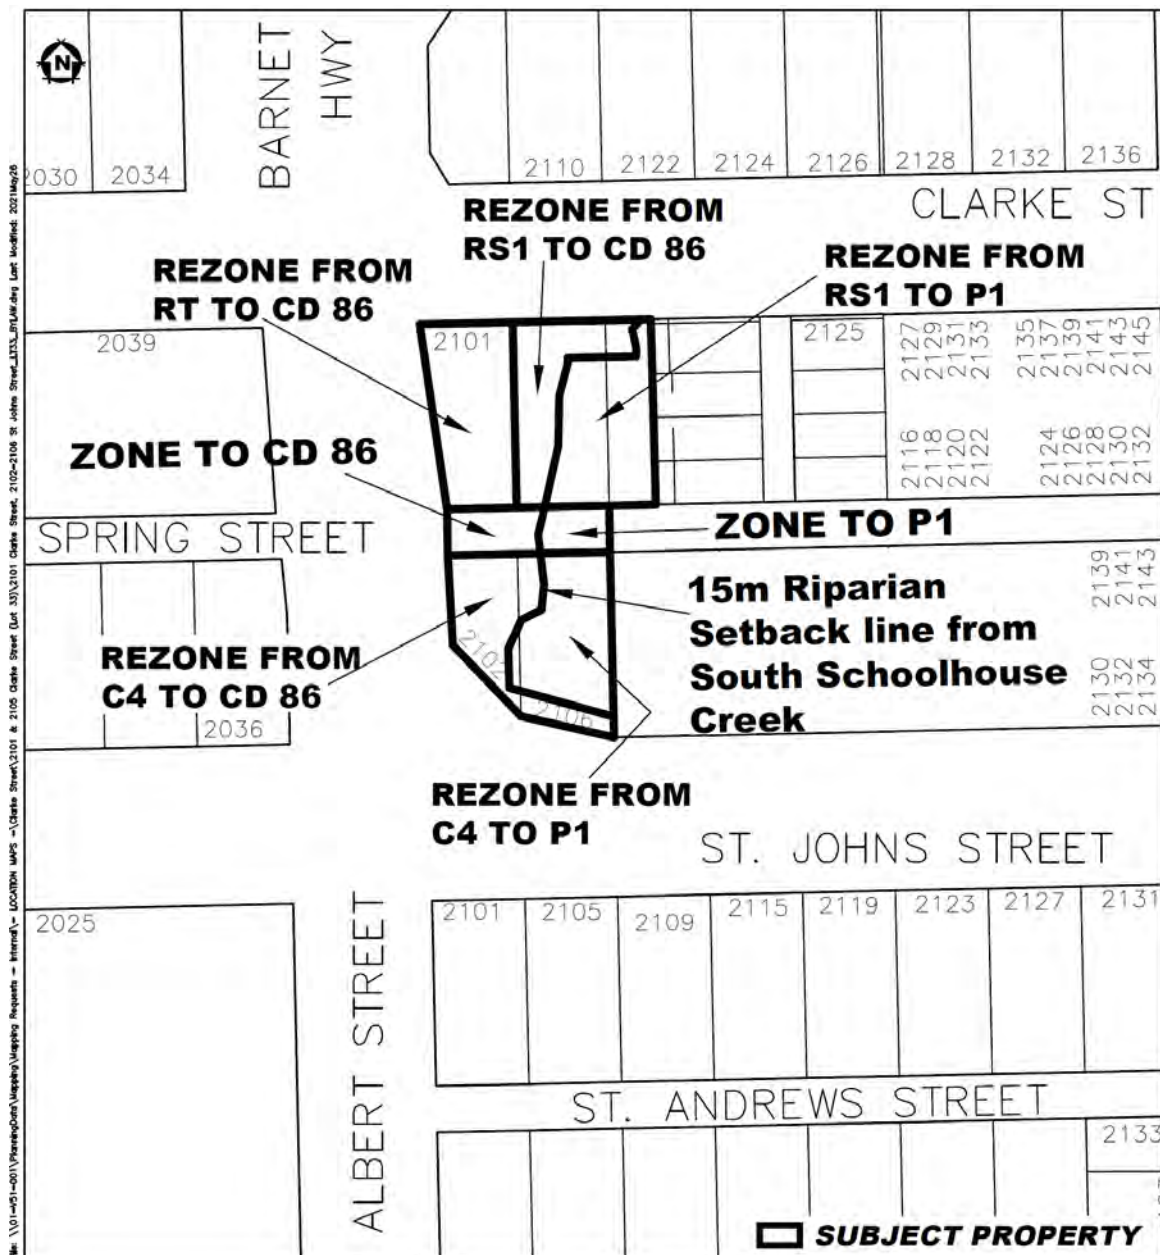 BARNET
HWY
N
2030
2034
2110
2122
2124
2126
2128
2132
2136
CLARKE ST
REZONE FROM
RS1 TO CD 86
REZONE FROM
RS1 TO P1
REZONE FROM
RT TO CD 86
2039
2101
2125
2127
2129
2131
2133
2135
2137
2139
2141
2143
2145
ZONE TO CD 86
2116
2118
2120
2122
2124
2126
2128
2130
2132
SPRING STREET
ZONE TO P1
15m Riparian
Setback line from
South Schoolhouse
Creek
2139
2141
2143
REZONE FROM
C4 TO CD 86
2036
2106
2130
2132
2134
REZONE FROM
C4 TO P1
ST. JOHNS STREET
2025
ALBERT STREET
2101
2105
2109
2115
2119
2123
2127
2131
ST. ANDREWS STREET
2133
SUBJECT PROPERTY